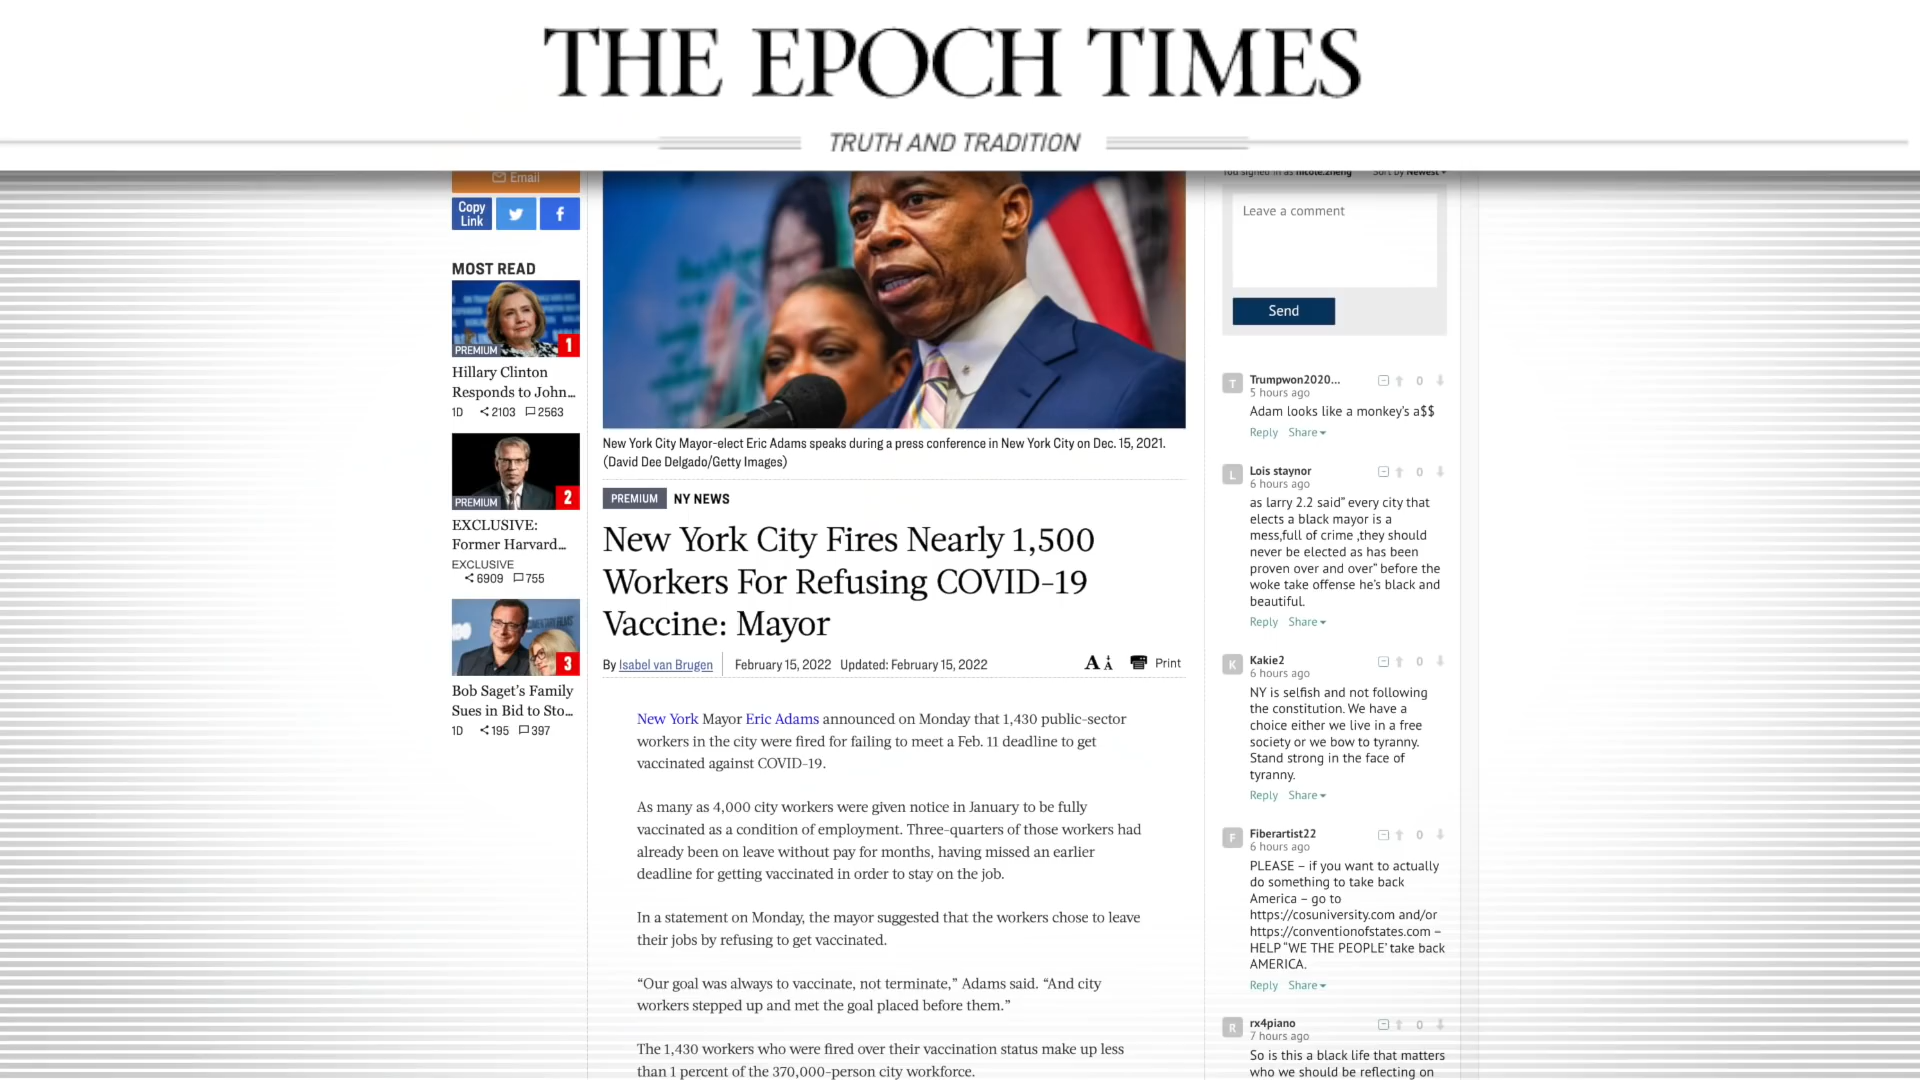 THE EPOCH TIMES
TRUTH AND TRADITION
Email
Copy
Link
MOST READ
PREMIUM
1
Hillary Clinton
Responds to John...
1D 2103 2563
PREMIUM
2
EXCLUSIVE:
Former Harvard...
EXCLUSIVE
6909 755
3
Bob Saget's Family
Sues in Bid to Sto...
1D 195 397
New York City Mayor-elect Eric Adams speaks during a press conference in New York City on Dec. 15, 2021.
(David Dee Delgado/Getty Images)
PREMIUM NY NEWS
New York City Fires Nearly 1,500
Workers For Refusing COVID-19
Vaccine: Mayor
By Isabel van Brugen February 15, 2022 Updated: February 15, 2022
A A Print
New York Mayor Eric Adams announced on Monday that 1,430 public-sector
workers in the city were fired for failing to meet a Feb. 11 deadline to get
vaccinated against COVID-19.
As many as 4,000 city workers were given notice in January to be fully
vaccinated as a condition of employment. Three-quarters of those workers had
already been on leave without pay for months, having missed an earlier
deadline for getting vaccinated in order to stay on the job.
In a statement on Monday, the mayor suggested that the workers chose to leave
their jobs by refusing to get vaccinated.
“Our goal was always to vaccinate, not terminate,” Adams said. “And city
workers stepped up and met the goal placed before them.”
The 1,430 workers who were fired over their vaccination status make up less
than 1 percent of the 370,000-person city workforce.
You signed in as nicole.zheng Sort by Newest
Leave a comment
Send
T
Trumpwon2020... 0
5 hours ago
Adam looks like a monkey's a$$
Reply Share
L
Lois staynor 0
6 hours ago
as larry 2.2 said” every city that
elects a black mayor is a
mess,full of crime ,they should
never be elected as has been
proven over and over” before the
woke take offense he's black and
beautiful.
Reply Share
K
Kakie2 0
6 hours ago
NY is selfish and not following
the constitution. We have a
choice either we live in a free
society or we bow to tyranny.
Stand strong in the face of
tyranny.
Reply Share
F
Fiberartist22 0
6 hours ago
PLEASE – if you want to actually
do something to take back
America – go to
https://cosuniversity.com and/or
https://conventionofstates.com –
HELP “WE THE PEOPLE' take back
AMERICA.
Reply Share
R
rx4piano 0
7 hours ago
So is this a black life that matters
who we should be reflecting on